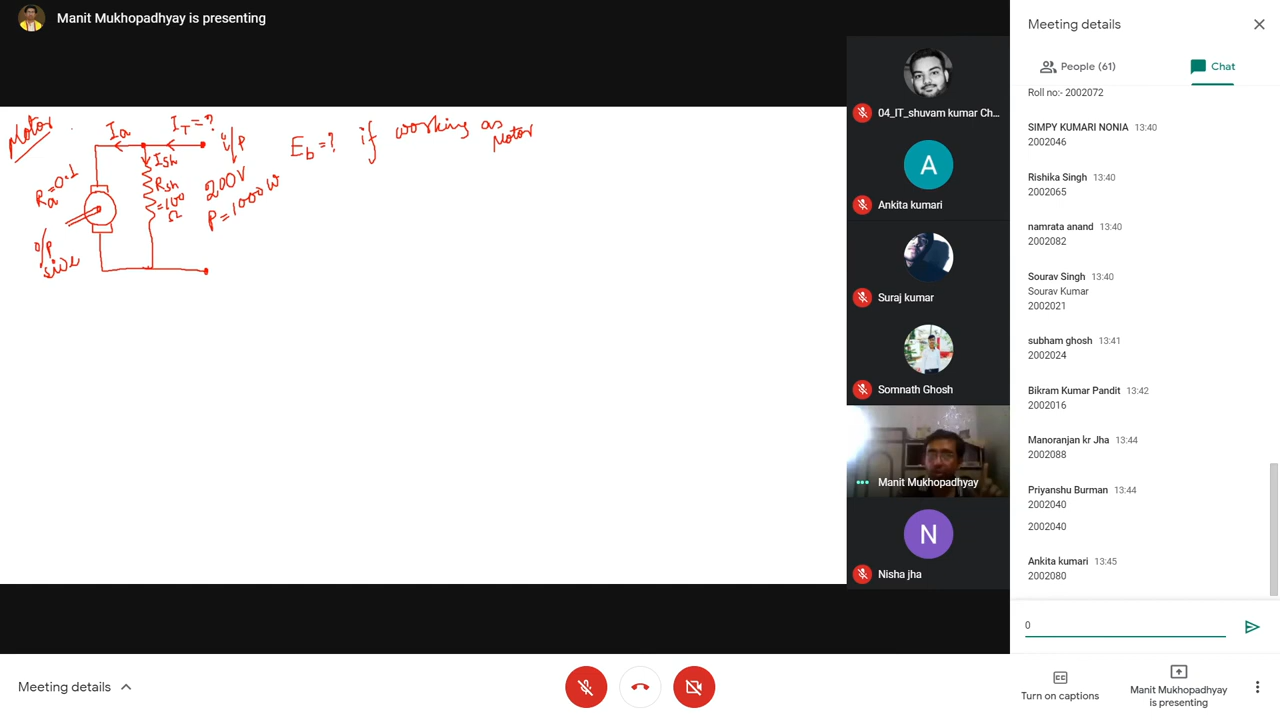 Manit Mukhopadhyay is presenting
Motor
Ia
IT = ?
i/P
Eb = ? if working as Motor
Ish
Ra = 0.1
Rsh = 100 Ω
200V
P = 1000 W
o/p side
04_IT_shuvam kumar Ch...
A
Ankita kumari
Suraj kumar
Somnath Ghosh
Manit Mukhopadhyay
N
Nisha jha
Meeting details
People (61)
Chat
Roll no:- 2002072
SIMPY KUMARI NONIA 13:40
2002046
Rishika Singh 13:40
2002065
namrata anand 13:40
2002082
Sourav Singh 13:40
Sourav Kumar
2002021
subham ghosh 13:41
2002024
Bikram Kumar Pandit 13:42
2002016
Manoranjan kr Jha 13:44
2002088
Priyanshu Burman 13:44
2002040
2002040
Ankita kumari 13:45
2002080
0
Meeting details
Turn on captions
Manit Mukhopadhyay
is presenting